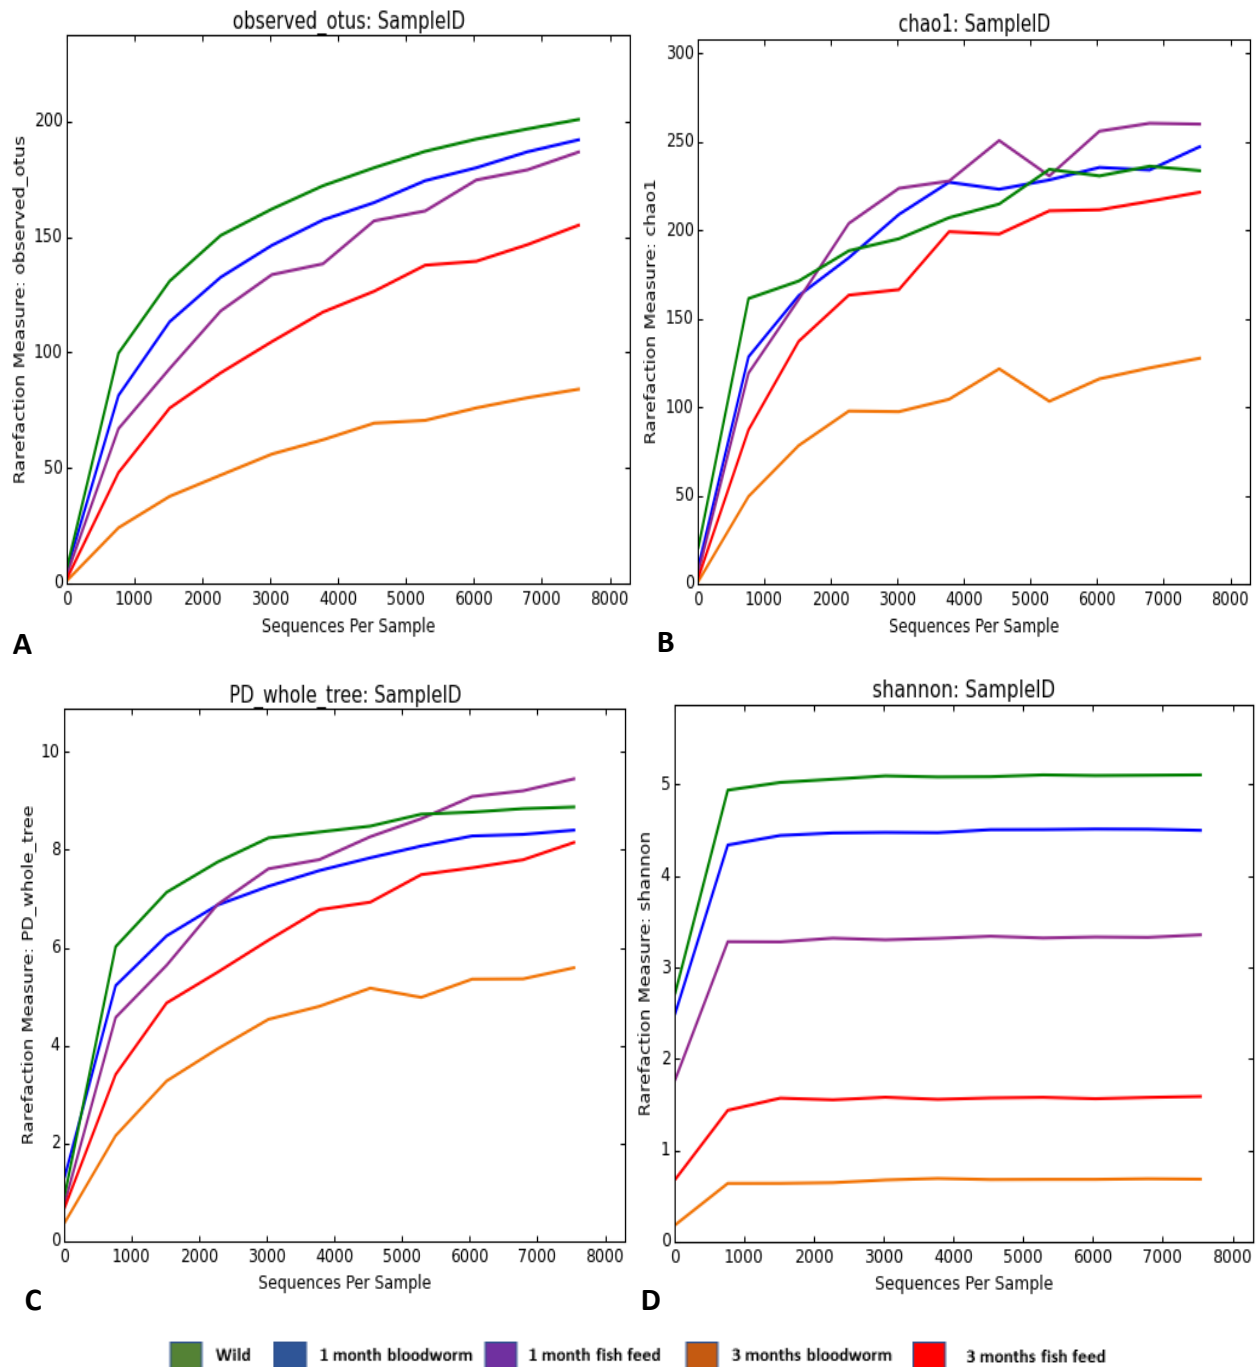 observed_otus: SampleID
200
150
100
50
0
Rarefaction Measure: observed_otus
0 1000 2000 3000 4000 5000 6000 7000 8000
Sequences Per Sample
A
chao1: SampleID
300
250
200
150
100
50
0
Rarefaction Measure: chao1
0 1000 2000 3000 4000 5000 6000 7000 8000
Sequences Per Sample
B
PD_whole_tree: SampleID
10
8
6
4
2
0
Rarefaction Measure: PD_whole_tree
0 1000 2000 3000 4000 5000 6000 7000 8000
Sequences Per Sample
C
shannon: SampleID
5
4
3
2
1
0
Rarefaction Measure: shannon
0 1000 2000 3000 4000 5000 6000 7000 8000
Sequences Per Sample
D
Wild 1 month bloodworm 1 month fish feed 3 months bloodworm 3 months fish feed